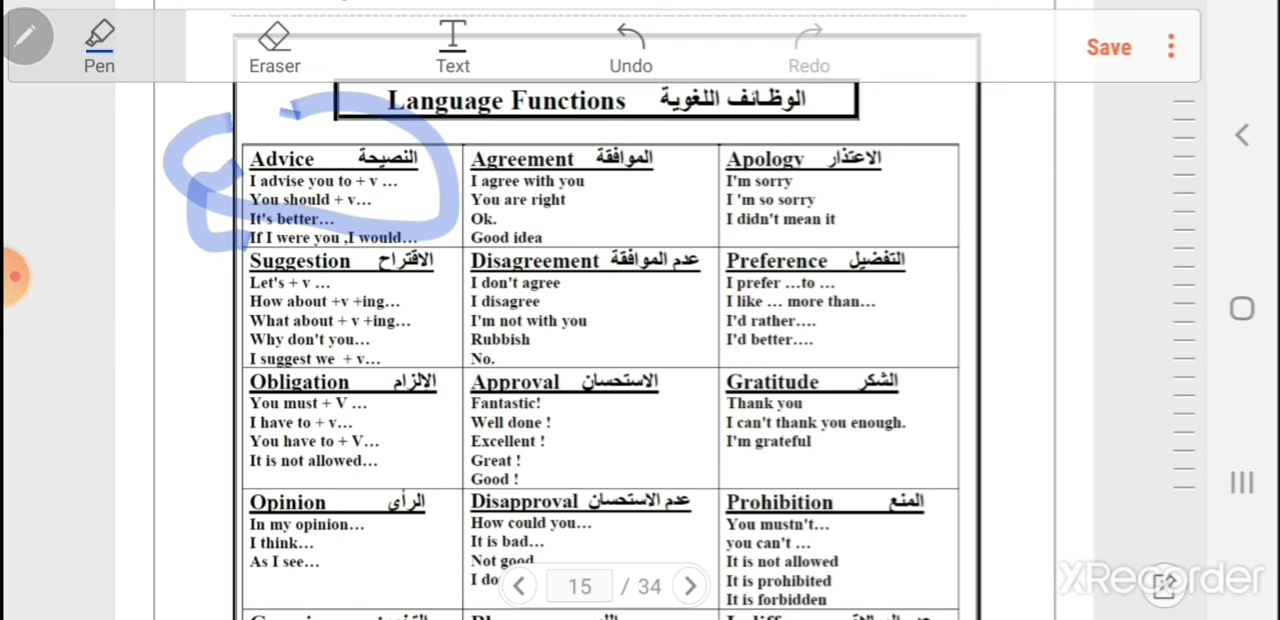 Pen
Eraser
Text
Undo
Redo
Save
Language Functions الوظائف اللغوية
Advice النصيحة
I advise you to + v …
You should + v…
It's better…
If I were you ,I would…
Agreement الموافقة
I agree with you
You are right
Ok.
Good idea
Apology الاعتذار
I'm sorry
I 'm so sorry
I didn't mean it
Suggestion الاقتراح
Let's + v …
How about +v +ing…
What about + v +ing…
Why don't you…
I suggest we + v…
Disagreement عدم الموافقة
I don't agree
I disagree
I'm not with you
Rubbish
No.
Preference التفضيل
I prefer …to …
I like … more than…
I'd rather….
I'd better….
Obligation الإلزام
You must + V …
I have to + v…
You have to + V…
It is not allowed…
Approval الاستحسان
Fantastic!
Well done !
Excellent !
Great !
Good !
Gratitude الشكر
Thank you
I can't thank you enough.
I'm grateful
Opinion الرأى
In my opinion…
I think…
As I see…
Disapproval عدم الاستحسان
How could you…
It is bad…
Not good
I do
Prohibition المنع
You mustn't…
you can't …
It is not allowed
It is prohibited
It is forbidden
15 / 34
XRecorder